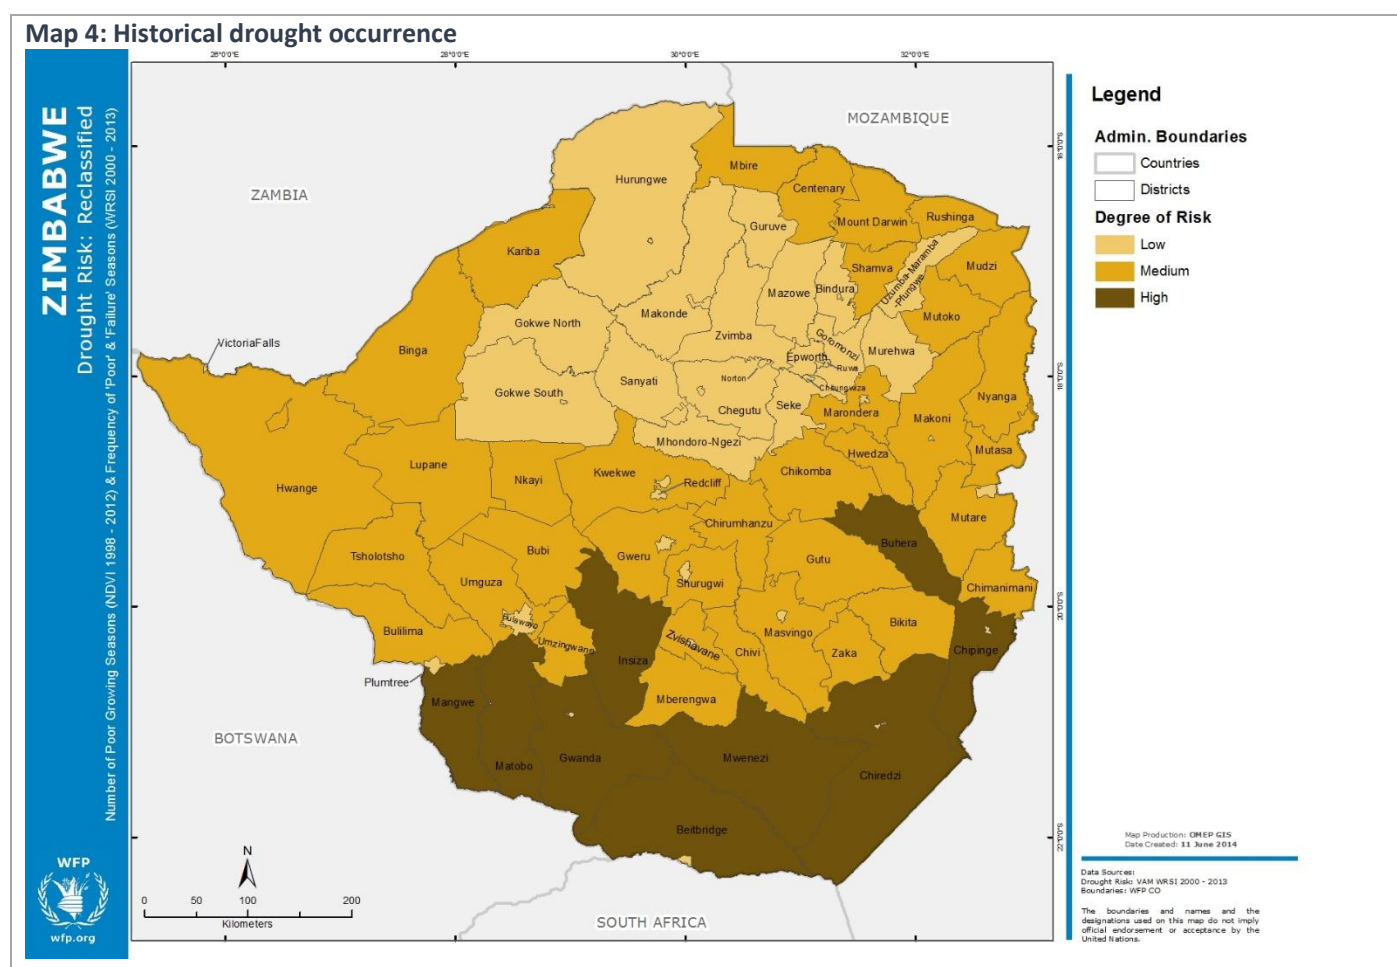 Map 4: Historical drought occurrence
ZIMBABWE
Drought Risk: Reclassified
Number of Poor Growing Seasons (NDVI 1998 - 2012) & Frequency of 'Poor' & 'Failure' Seasons (WRSI 2000 - 2013)
WFP
wfp.org
26°0'0"E
28°0'0"E
30°0'0"E
32°0'0"E
ZAMBIA
MOZAMBIQUE
BOTSWANA
SOUTH AFRICA
Hurungwe
Mbire
Centenary
Mount Darwin
Rushinga
Guruve
Kariba
Shamva
Uzumba-Maramba
-Pfungwe
Mudzi
Mazowe
Bindura
Gokwe North
Makonde
Zvimba
Mutoko
Goromonzi
Murehwa
VictoriaFalls
Binga
Epworth
Ruwa
Norton
Chitungwiza
Sanyati
Gokwe South
Chegutu
Seke
Marondera
Nyanga
Makoni
Mhondoro-Ngezi
Mutasa
Hwedza
Lupane
Hwange
Nkayi
Kwekwe
Redcliff
Chikomba
Mutare
Chirumhanzu
Buhera
Tsholotsho
Bubi
Gweru
Gutu
Umguza
Shurugwi
Chimanimani
Bulilima
Bulawayo
Umzingwane
Zvishavane
Masvingo
Bikita
Chivi
Zaka
Chipinge
Insiza
Plumtree
Mangwe
Mberengwa
Matobo
Gwanda
Mwenezi
Chiredzi
Beitbridge
N
0 50 100 200
Kilometers
18°0'0"S
20°0'0"S
22°0'0"S
Legend
Admin. Boundaries
Countries
Districts
Degree of Risk
Low
Medium
High
Map Production: OMEP GIS
Date Created: 11 June 2014
Data Sources:
Drought Risk: VAM WRSI 2000 - 2013
Boundaries: WFP CO
The boundaries and names and the
designations used on this map do not imply
official endorsement or acceptance by the
United Nations.